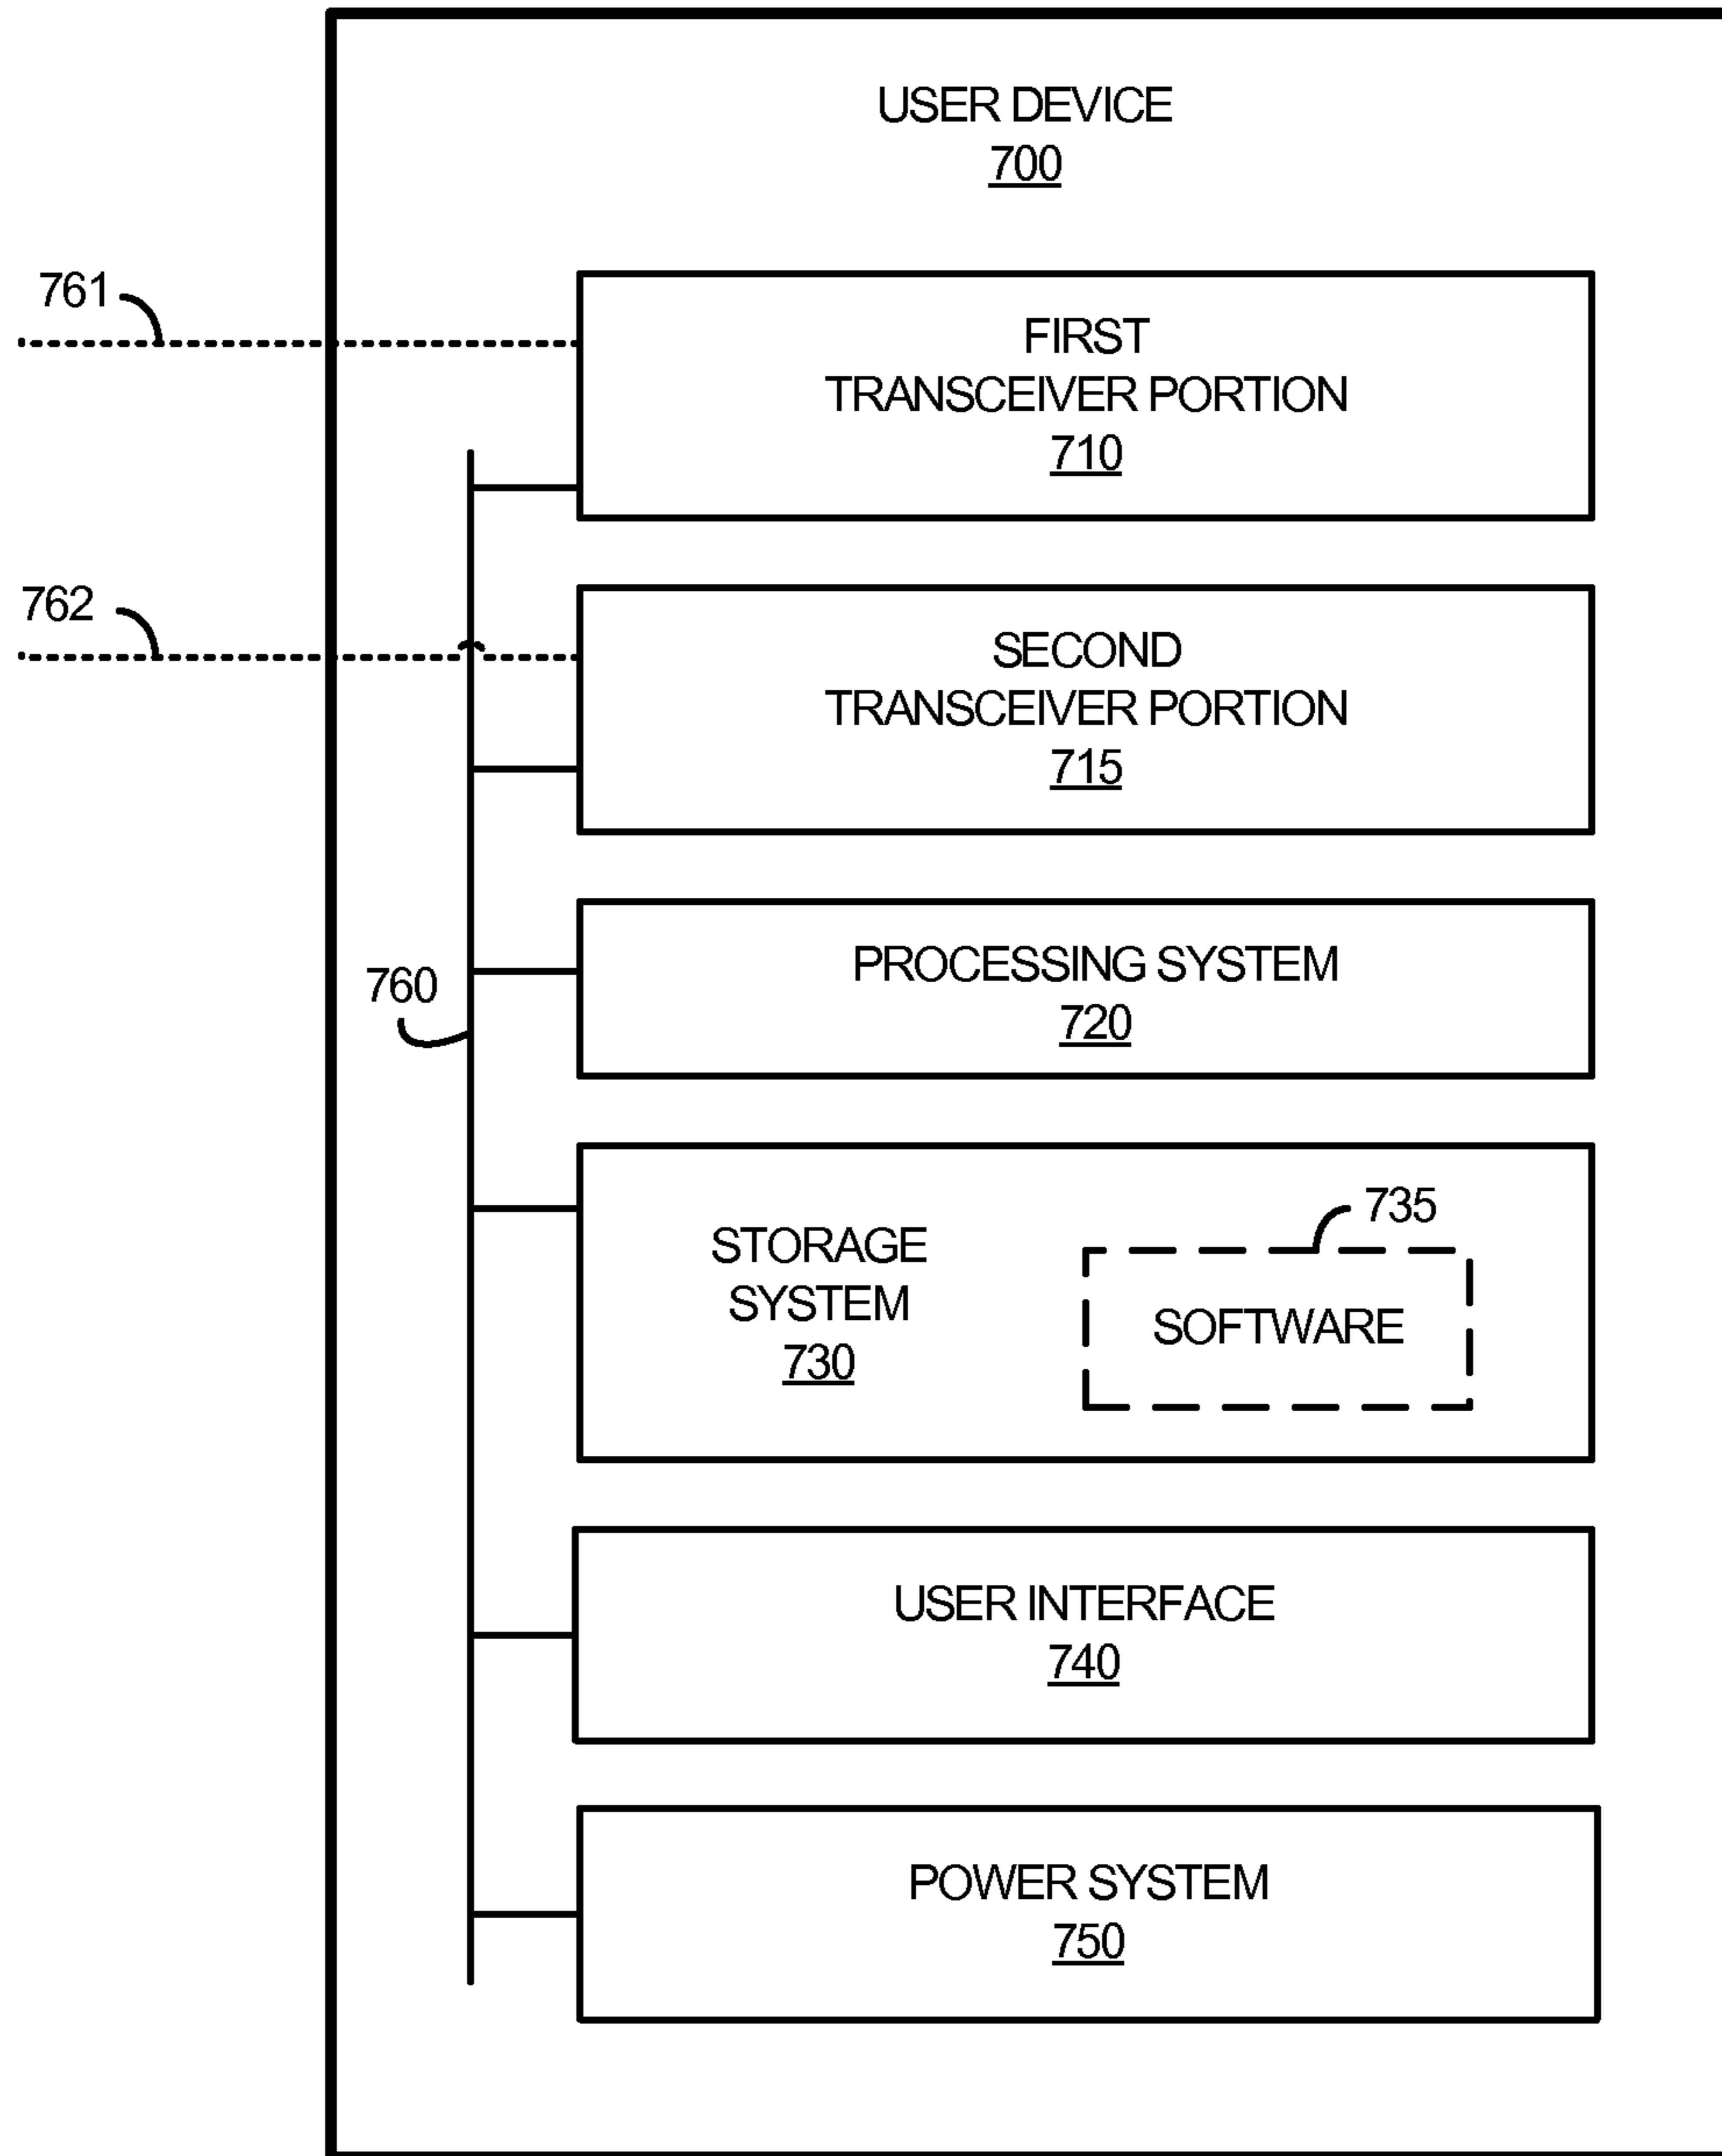 USER DEVICE
700
761
FIRST
TRANSCEIVER PORTION
710
762
SECOND
TRANSCEIVER PORTION
715
PROCESSING SYSTEM
720
760
735
STORAGE
SYSTEM
730
SOFTWARE
USER INTERFACE
740
POWER SYSTEM
750